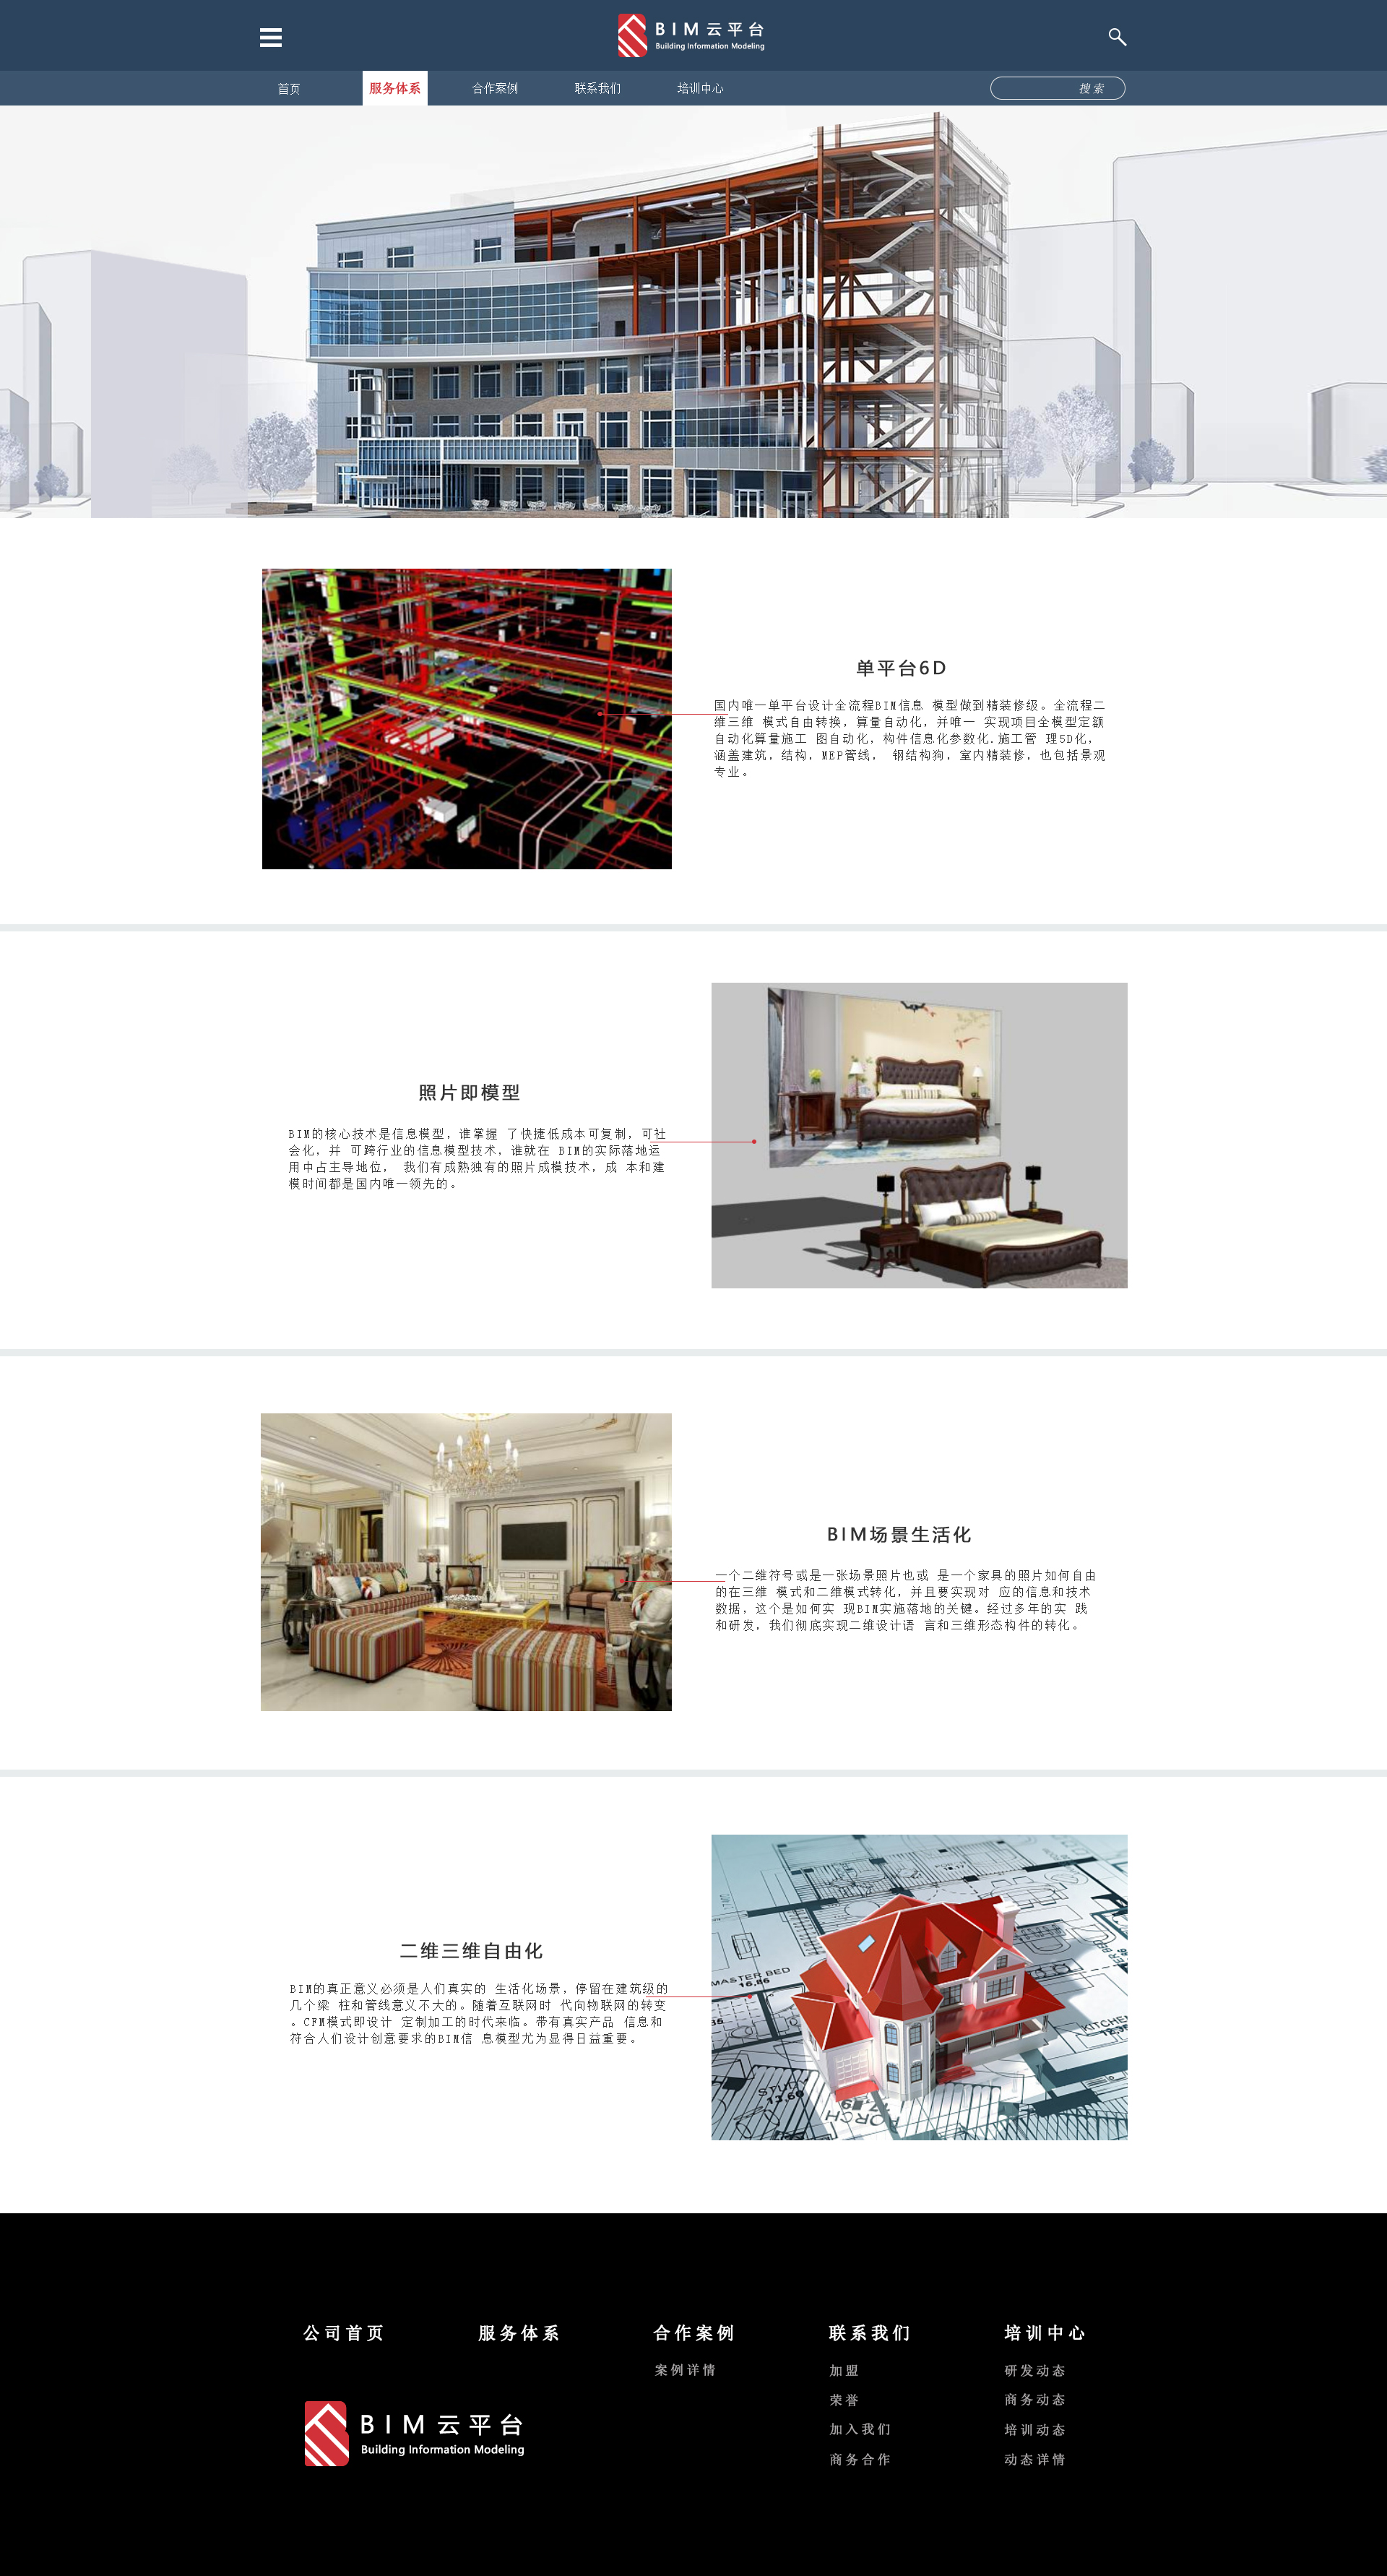 BIM云平台
Building Information Modeling
首页
服务体系
合作案例
联系我们
培训中心
搜索
单平台6D
国内唯一单平台设计全流程BIM信息 模型做到精装修级。全流程二
维三维 模式自由转换，算量自动化，并唯一 实现项目全模型定额
自动化算量施工 图自动化，构件信息化参数化.施工管 理5D化，
涵盖建筑，结构，MEP管线， 钢结构狗，室内精装修，也包括景观
专业。
照片即模型
BIM的核心技术是信息模型，谁掌握 了快捷低成本可复制，可社
会化，并 可跨行业的信息模型技术，谁就在 BIM的实际落地运
用中占主导地位， 我们有成熟独有的照片成模技术，成 本和建
模时间都是国内唯一领先的。
BIM场景生活化
一个二维符号或是一张场景照片也或 是一个家具的照片如何自由
的在三维 模式和二维模式转化，并且要实现对 应的信息和技术
数据，这个是如何实 现BIM实施落地的关键。经过多年的实 践
和研发，我们彻底实现二维设计语 言和三维形态构件的转化。
二维三维自由化
BIM的真正意义必须是人们真实的 生活化场景，停留在建筑级的
几个梁 柱和管线意义不大的。随着互联网时 代向物联网的转变
。CFM模式即设计 定制加工的时代来临。带有真实产品 信息和
符合人们设计创意要求的BIM信 息模型尤为显得日益重要。
MASTER BED
16.66
KITCHEN
STUD
13.60
公司首页
服务体系
合作案例
联系我们
培训中心
案例详情
加盟
荣誉
加入我们
商务合作
研发动态
商务动态
培训动态
动态详情
BIM云平台
Building Information Modeling